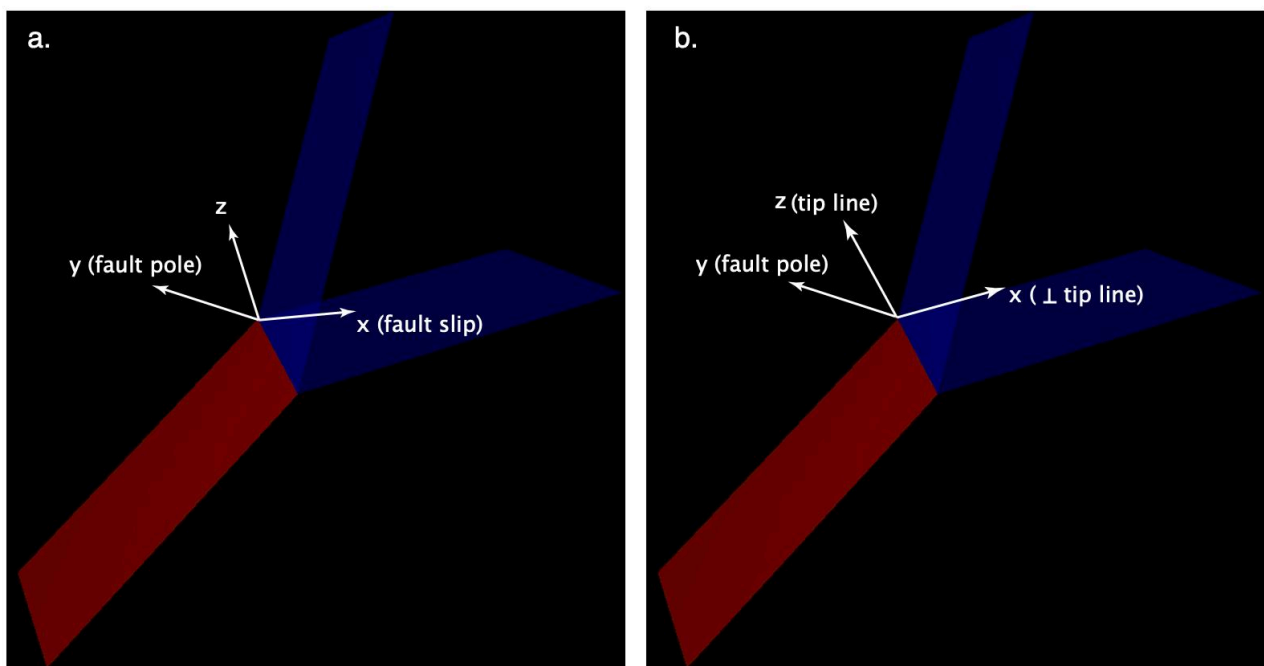 a.
z
y (fault pole)
x (fault slip)
b.
z (tip line)
y (fault pole)
x (⊥ tip line)